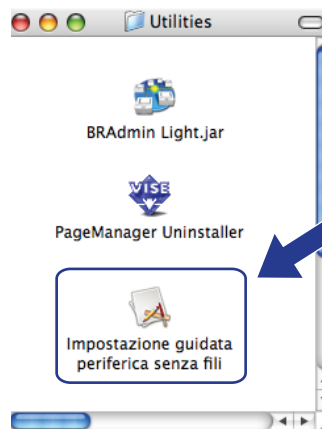 Utilities
BRAdmin Light.jar
VISE
PageManager Uninstaller
Impostazione guidata
periferica senza fili